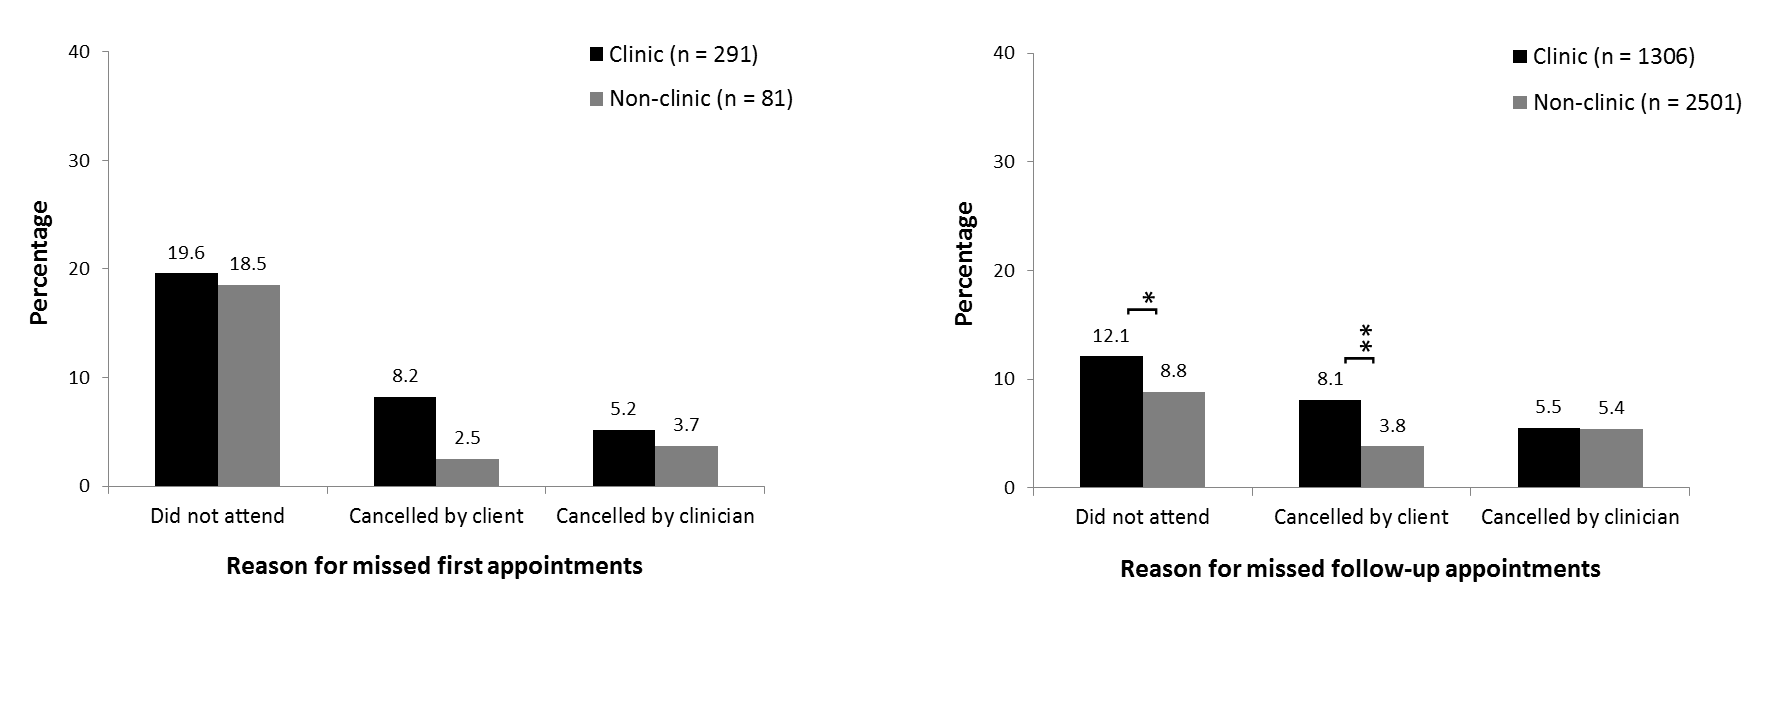 40
30
20
10
0
Percentage
Clinic (n = 291)
Non-clinic (n = 81)
19.6
18.5
8.2
2.5
5.2
3.7
Did not attend
Cancelled by client
Cancelled by clinician
Reason for missed first appointments
40
30
20
10
0
Percentage
Clinic (n = 1306)
Non-clinic (n = 2501)
*
12.1
8.8
**
8.1
3.8
5.5
5.4
Did not attend
Cancelled by client
Cancelled by clinician
Reason for missed follow-up appointments